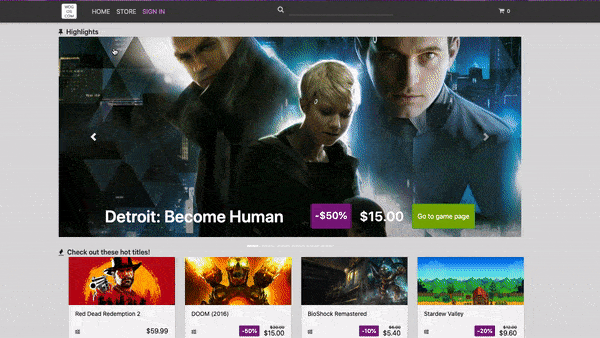 HOME STORE SIGN IN 0
Highlights
Detroit: Become Human -$50% $15.00 Go to game page
Check out these hot titles!
Red Dead Redemption 2
$59.99
DOOM (2016)
-50% $30.00
$15.00
BioShock Remastered
-10%
$5.40
Stardew Valley
-20% $12.00
$9.60